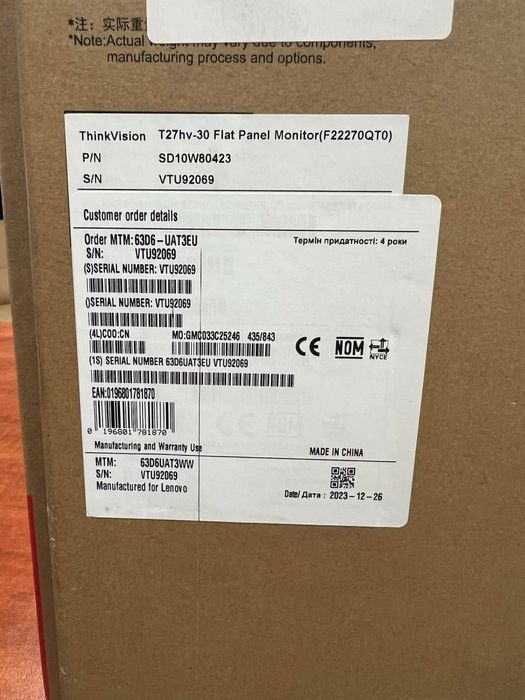 *注: 实际重
*Note:Actual weight may vary due to components,
manufacturing process and options.
ThinkVision T27hv-30 Flat Panel Monitor(F22270QT0)
P/N SD10W80423
S/N VTU92069
Customer order details
Order MTM: 63D6-UAT3EU
S/N: VTU92069
Термін придатності: 4 роки
(S)SERIAL NUMBER: VTU92069
()SERIAL NUMBER: VTU92069
(4L)COO:CN MO:GMC033C25246 435/843
(1S) SERIAL NUMBER 63D6UAT3EU VTU92069
CE NOM NYCE
EAN:0196801781870
0 196801 781870
Manufacturing and Warranty Use
MADE IN CHINA
MTM: 63D6UAT3WW
S/N: VTU92069
Manufactured for Lenovo
Date/ Дата : 2023-12-26